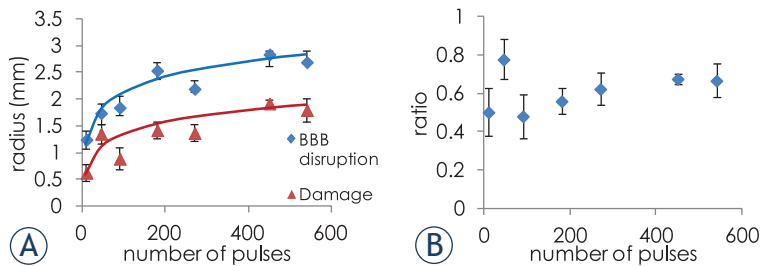 3.5
3
2.5
2
1.5
1
0.5
0
radius (mm)
0
200
400
600
number of pulses
BBB
disruption
Damage
A
1
0.8
0.6
0.4
0.2
0
ratio
0
200
400
600
number of pulses
B